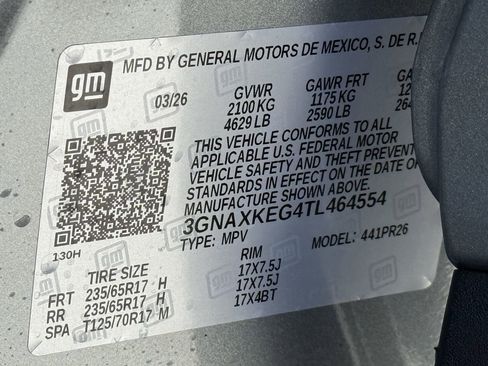 gm
MFD BY GENERAL MOTORS DE MEXICO, S. DE R.
03/26 GVWR GAWR FRT
2100 KG 1175 KG
4629 LB 2590 LB
THIS VEHICLE CONFORMS TO ALL
APPLICABLE U.S. FEDERAL MOTOR
VEHICLE SAFETY AND THEFT PREVENT
STANDARDS IN EFFECT ON THE DATE
OF MANUFACTURE SHOWN ABOVE.
3GNAXKEG4TL464554
130H TYPE: MPV MODEL: 441PR26
TIRE SIZE RIM
FRT 235/65R17 H 17X7.5J
RR 235/65R17 H 17X7.5J
SPA T125/70R17 M 17X4BT